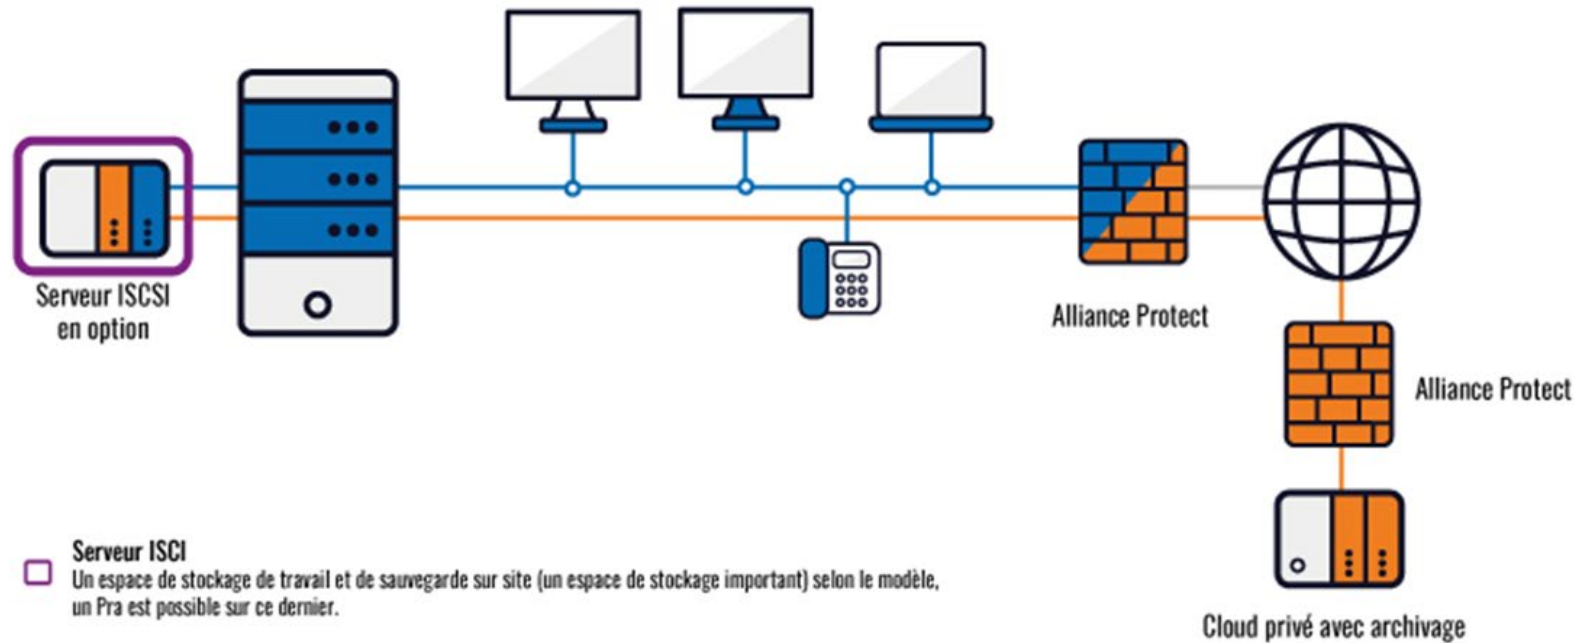 Serveur ISCSI
en option
Alliance Protect
Alliance Protect
Serveur ISCI
Un espace de stockage de travail et de sauvegarde sur site (un espace de stockage important) selon le modèle,
un Pra est possible sur ce dernier.
Cloud privé avec archivage